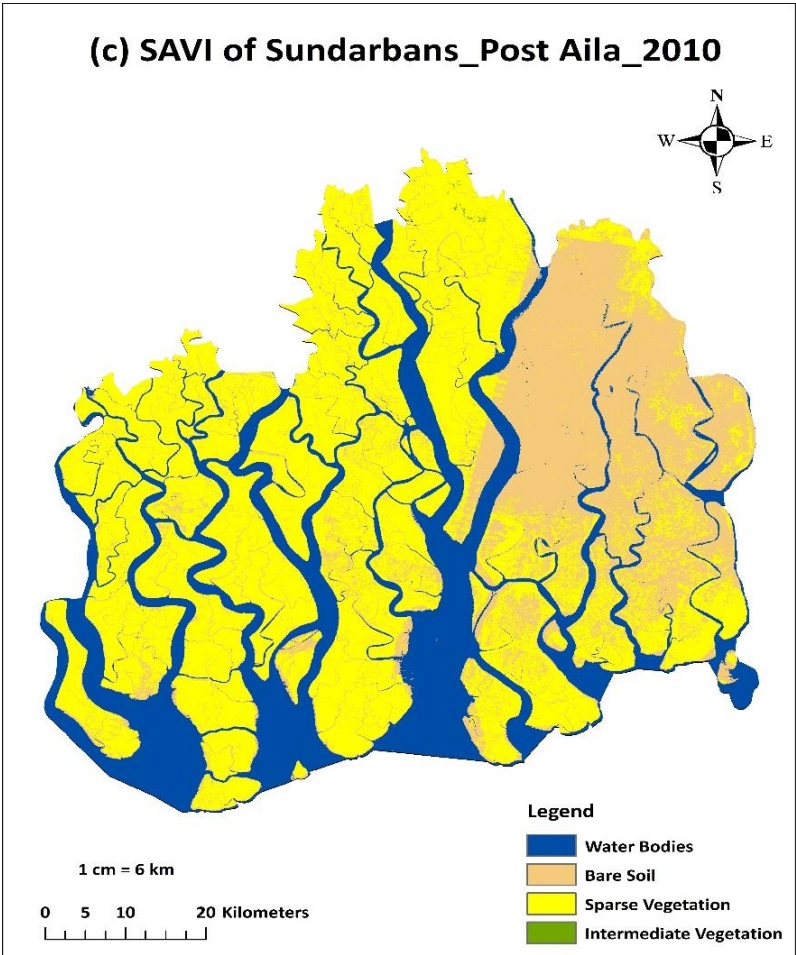 (c) SAVI of Sundarbans_Post Aila_2010
N
W E
S
Legend
Water Bodies
Bare Soil
Sparse Vegetation
Intermediate Vegetation
1 cm = 6 km
0 5 10 20 Kilometers